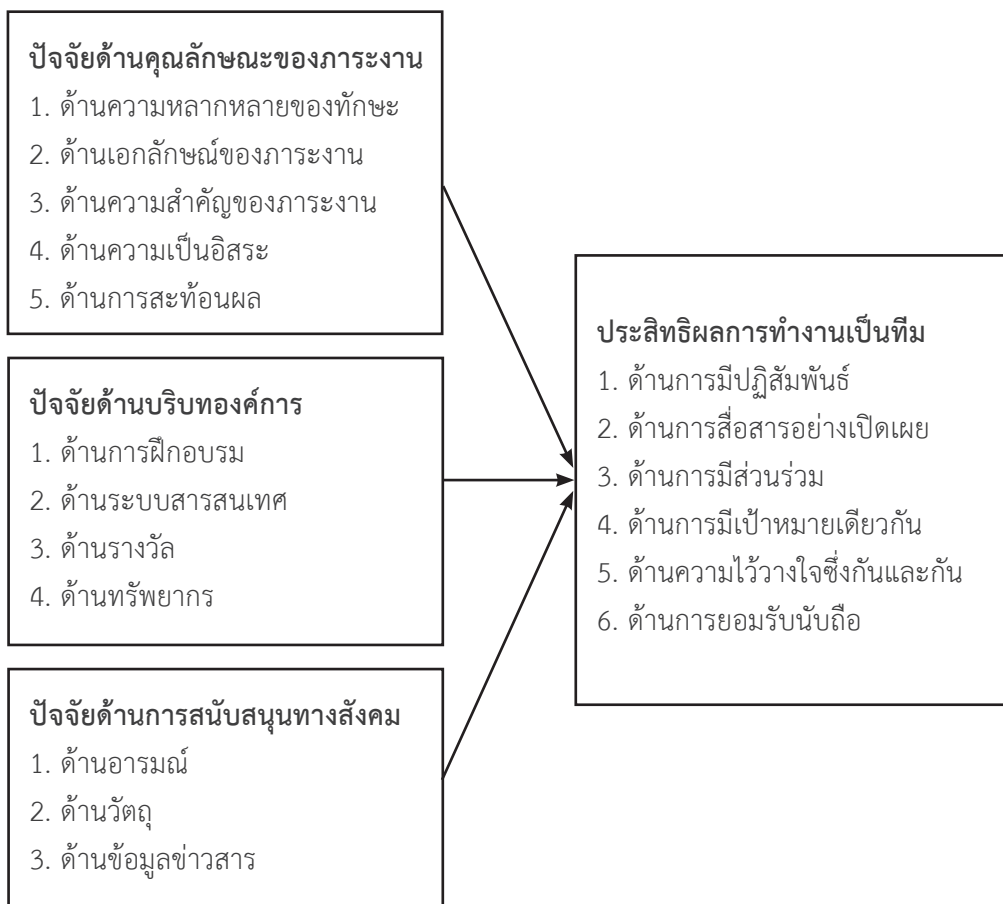 ปัจจัยด้านคุณลักษณะของภาระงาน
1. ด้านความหลากหลายของทักษะ
2. ด้านเอกลักษณ์ของภาระงาน
3. ด้านความสำคัญของภาระงาน
4. ด้านความเป็นอิสระ
5. ด้านการสะท้อนผล
ปัจจัยด้านบริบทองค์การ
1. ด้านการฝึกอบรม
2. ด้านระบบสารสนเทศ
3. ด้านรางวัล
4. ด้านทรัพยากร
ปัจจัยด้านการสนับสนุนทางสังคม
1. ด้านอารมณ์
2. ด้านวัตถุ
3. ด้านข้อมูลข่าวสาร
ประสิทธิผลการทำงานเป็นทีม
1. ด้านการมีปฏิสัมพันธ์
2. ด้านการสื่อสารอย่างเปิดเผย
3. ด้านการมีส่วนร่วม
4. ด้านการมีเป้าหมายเดียวกัน
5. ด้านความไว้วางใจซึ่งกันและกัน
6. ด้านการยอมรับนับถือ